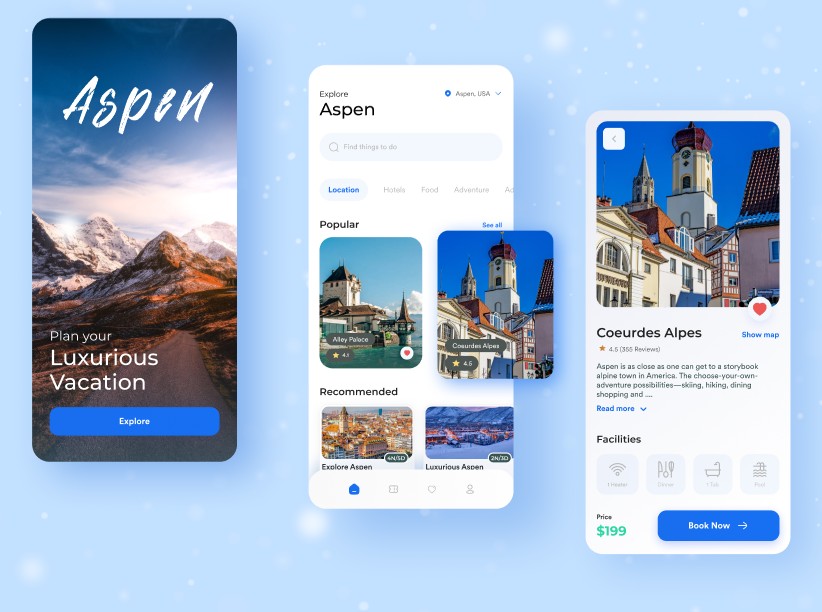 Aspen
Plan your
Luxurious
Vacation
Explore
Explore
Aspen
Aspen, USA
Find things to do
Location Hotels Food Adventure Ac
Popular See all
Alley Palace
4.1
Coeurdes Alpes
4.5
Recommended
4N/5D
2N/3D
Explore Aspen
Luxurious Aspen
Coeurdes Alpes
Show map
4.5 (355 Reviews)
Aspen is as close as one can get to a storybook
alpine town in America. The choose-your-own-
adventure possibilities—skiing, hiking, dining
shopping and ....
Read more
Facilities
1 Heater Dinner 1 Tub Pool
Price
$199
Book Now